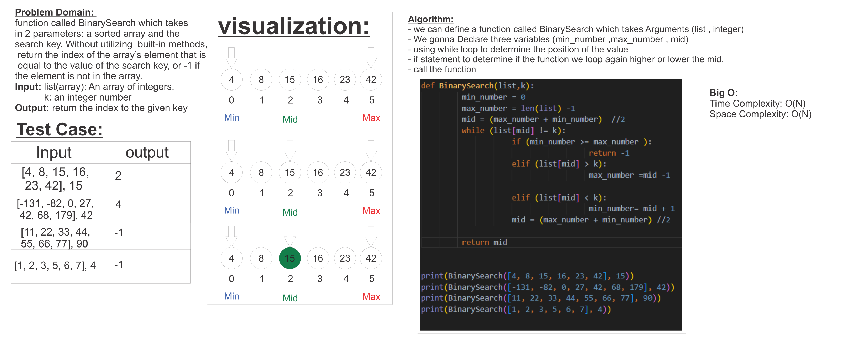 Problem Domain:
function called BinarySearch which takes
in 2 parameters: a sorted array and the
search key. Without utilizing built-in methods,
return the index of the array's element that is
equal to the value of the search key, or -1 if
the element is not in the array.
Input: list(array): An array of integers.
k: an integer number
Output: return the index to the given key
Test Case:
Input output
[4, 8, 15, 16,
23, 42], 15
2
[-131, -82, 0, 27,
42, 68, 179], 42
4
[11, 22, 33, 44,
55, 66, 77], 90
-1
[1, 2, 3, 5, 6, 7], 4 -1
visualization:
4 8 15 16 23 42
0 1 2 3 4 5
Min Mid Max
4 8 15 16 23 42
0 1 2 3 4 5
Min Mid Max
4 8 15 16 23 42
0 1 2 3 4 5
Min Mid Max
Algorithm:
- we can define a function called BinarySearch which takes Arguments (list , integer)
- We gonna Declare three variables (min_number ,max_number , mid)
- using while loop to determine the position of the value
- if statement to determine if the function we loop again higher or lower the mid.
- call the function
def BinarySearch(list,k):
min_number = 0
max_number = len(list) -1
mid = (max_number + min_number) //2
while (list[mid] != k):
if (min_number >= max_number ):
return -1
elif (list[mid] > k):
max_number =mid -1
elif (list[mid] < k):
min_number= mid + 1
mid = (max_number + min_number) //2
return mid
print(BinarySearch([4, 8, 15, 16, 23, 42], 15))
print(BinarySearch([-131, -82, 0, 27, 42, 68, 179], 42))
print(BinarySearch([11, 22, 33, 44, 55, 66, 77], 90))
print(BinarySearch([1, 2, 3, 5, 6, 7], 4))
Big O:
Time Complexity: O(N)
Space Complexity: O(N)